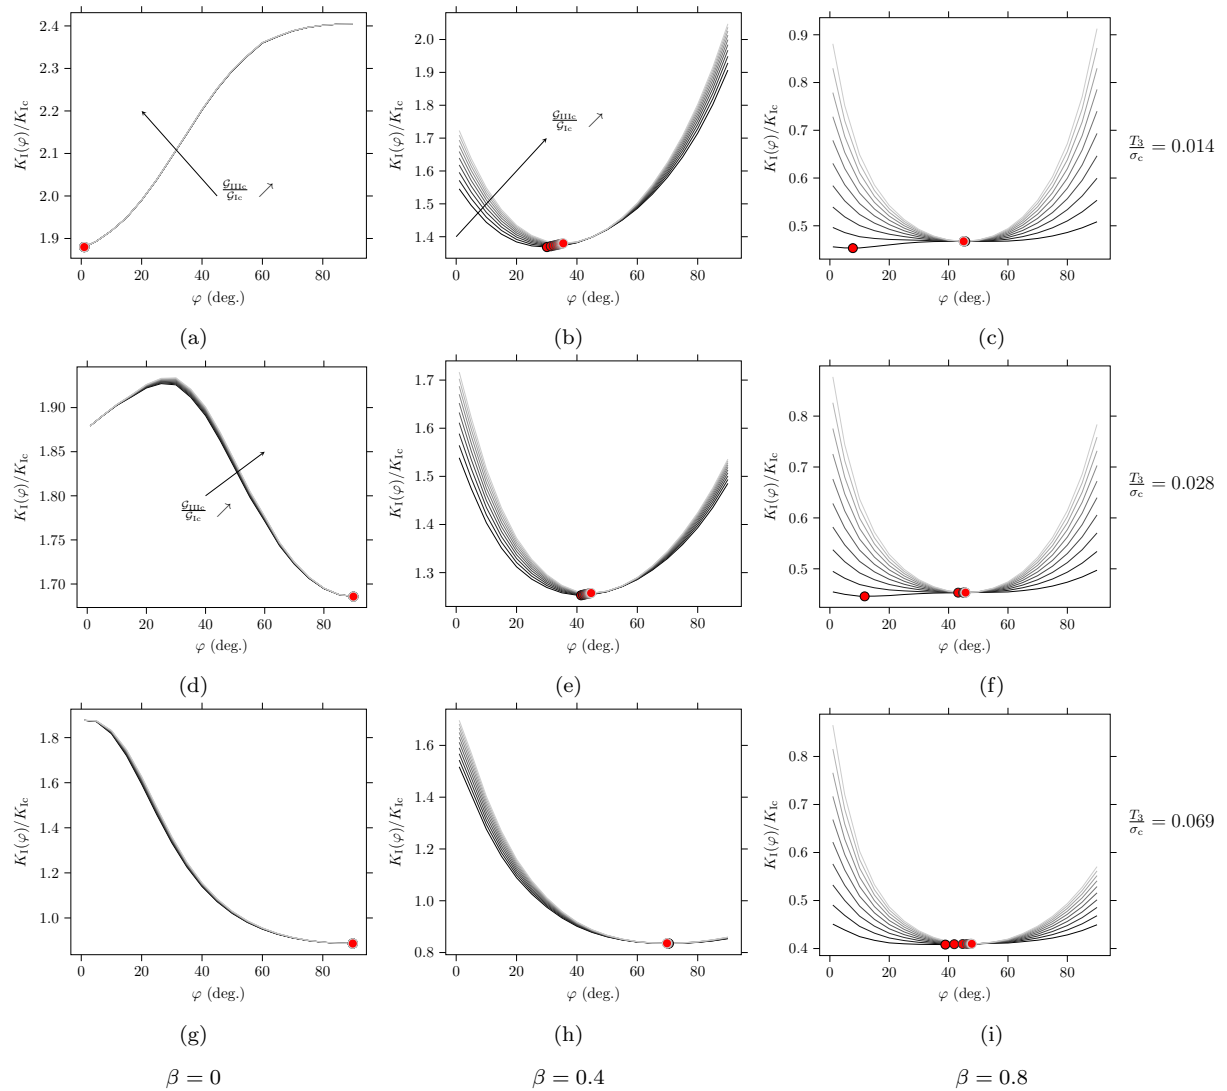 2.4
2.3
2.2
2.1
2.0
1.9
K_I(φ)/K_Ic
0 20 40 60 80
φ (deg.)
𝒢_IIIc/𝒢_Ic ↗
(a)
2.0
1.9
1.8
1.7
1.6
1.5
1.4
K_I(φ)/K_Ic
0 20 40 60 80
φ (deg.)
𝒢_IIIc/𝒢_Ic ↗
(b)
0.9
0.8
0.7
0.6
0.5
K_I(φ)/K_Ic
0 20 40 60 80
φ (deg.)
(c)
T_3/σ_c = 0.014
1.90
1.85
1.80
1.75
1.70
K_I(φ)/K_Ic
0 20 40 60 80
φ (deg.)
𝒢_IIIc/𝒢_Ic ↗
(d)
1.7
1.6
1.5
1.4
1.3
K_I(φ)/K_Ic
0 20 40 60 80
φ (deg.)
(e)
0.8
0.7
0.6
0.5
K_I(φ)/K_Ic
0 20 40 60 80
φ (deg.)
(f)
T_3/σ_c = 0.028
1.8
1.6
1.4
1.2
1.0
K_I(φ)/K_Ic
0 20 40 60 80
φ (deg.)
(g)
1.6
1.4
1.2
1.0
0.8
K_I(φ)/K_Ic
0 20 40 60 80
φ (deg.)
(h)
0.8
0.7
0.6
0.5
0.4
K_I(φ)/K_Ic
0 20 40 60 80
φ (deg.)
(i)
T_3/σ_c = 0.069
β = 0
β = 0.4
β = 0.8